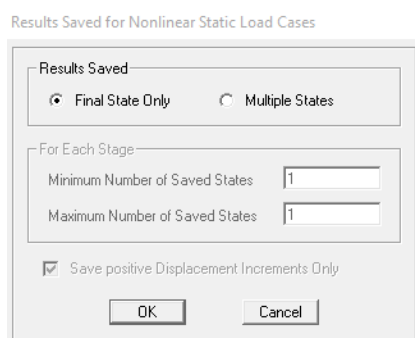 Results Saved for Nonlinear Static Load Cases
Results Saved
Final State Only Multiple States
For Each Stage
Minimum Number of Saved States 1
Maximum Number of Saved States 1
Save positive Displacement Increments Only
OK Cancel